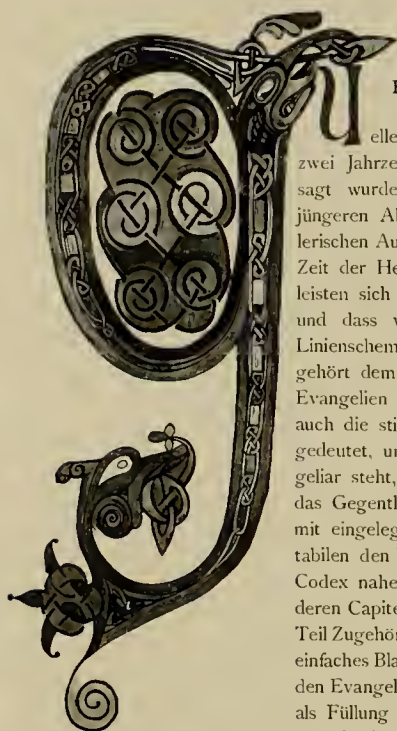 g
U
elle
zwei Jahrze
sagt wurde
jüngeren Al
lerischen Au
Zeit der He
leisten sich
und dass v
Linienschem
gehört dem
Evangelien
auch die sti
gedeutet, u
geliar steht,
das Gegenth
mit eingeleg
tabilen den
Codex nahe
deren Capite
Teil Zugehör
einfaches Bla
den Evangel
als Füllung